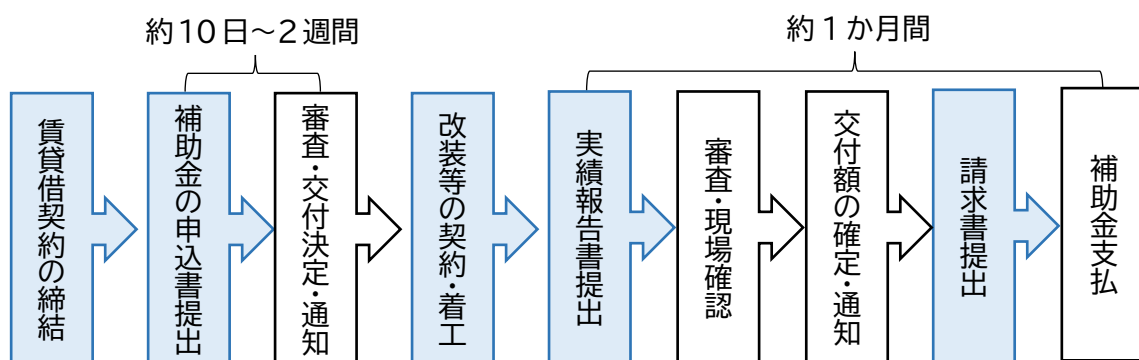 約10日～2週間
約1か月間
賃貸借契約の締結
補助金の申込書提出
審査・交付決定・通知
改装等の契約・着工
実績報告書提出
審査・現場確認
交付額の確定・通知
請求書提出
補助金支払